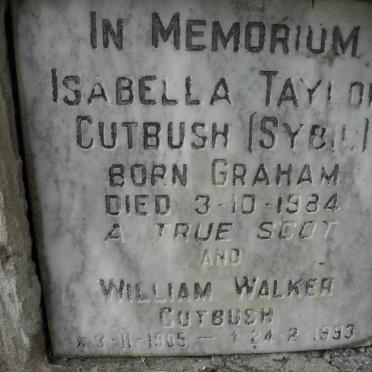 IN MEMORIUM
ISABELLA TAYLOR
CUTBUSH (SYBIL)
BORN GRAHAM
DIED 3-10-1984
A TRUE SCOT
AND
WILLIAM WALKER
CUTBUSH
* 3-11-1905 — † 24-2-1993